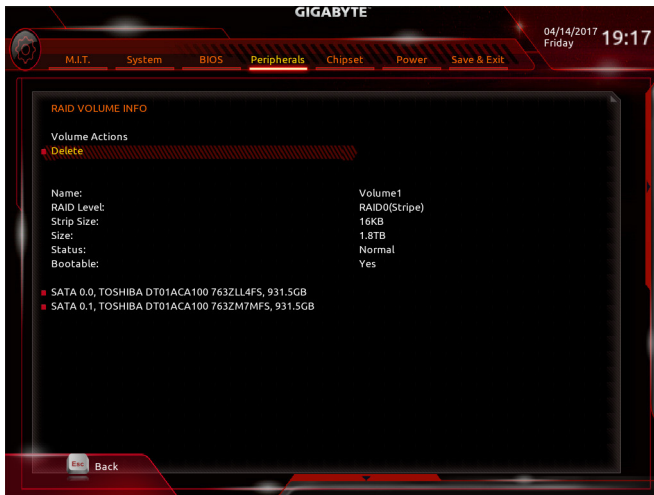 GIGABYTE
04/14/2017 19:17
Friday
M.I.T. System BIOS Peripherals Chipset Power Save & Exit
RAID VOLUME INFO
Volume Actions
Delete
Name: Volume1
RAID Level: RAID0(Stripe)
Strip Size: 16KB
Size: 1.8TB
Status: Normal
Bootable: Yes
SATA 0.0, TOSHIBA DT01ACA100 763ZLL4FS, 931.5GB
SATA 0.1, TOSHIBA DT01ACA100 763ZM7MFS, 931.5GB
Esc Back